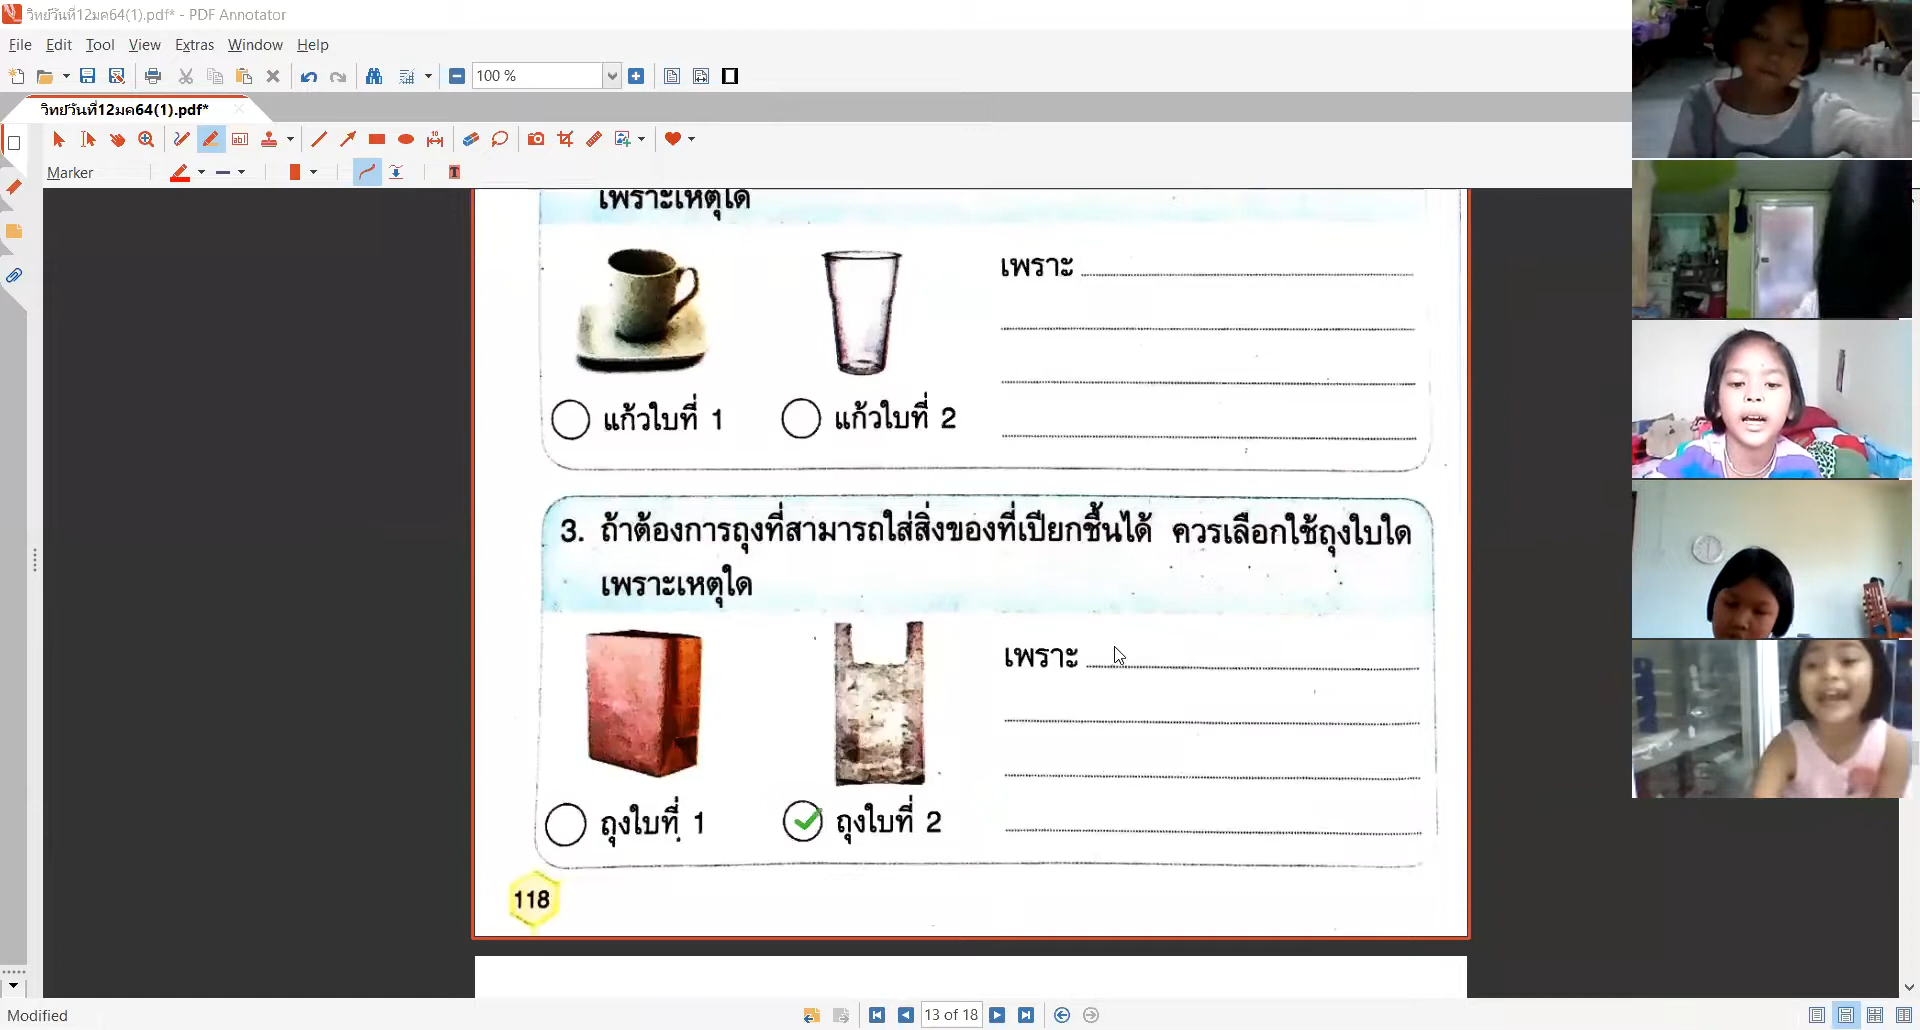 วิทย์วันที่12มค64(1).pdf* - PDF Annotator
File Edit Tool View Extras Window Help
100 %
วิทย์วันที่12มค64(1).pdf*
Marker
เพราะเหตุใด
เพราะ
แก้วใบที่ 1
แก้วใบที่ 2
3. ถ้าต้องการถุงที่สามารถใส่สิ่งของที่เปียกชื้นได้ ควรเลือกใช้ถุงใบใด
เพราะเหตุใด
เพราะ
ถุงใบที่ 1
ถุงใบที่ 2
118
Modified
13 of 18